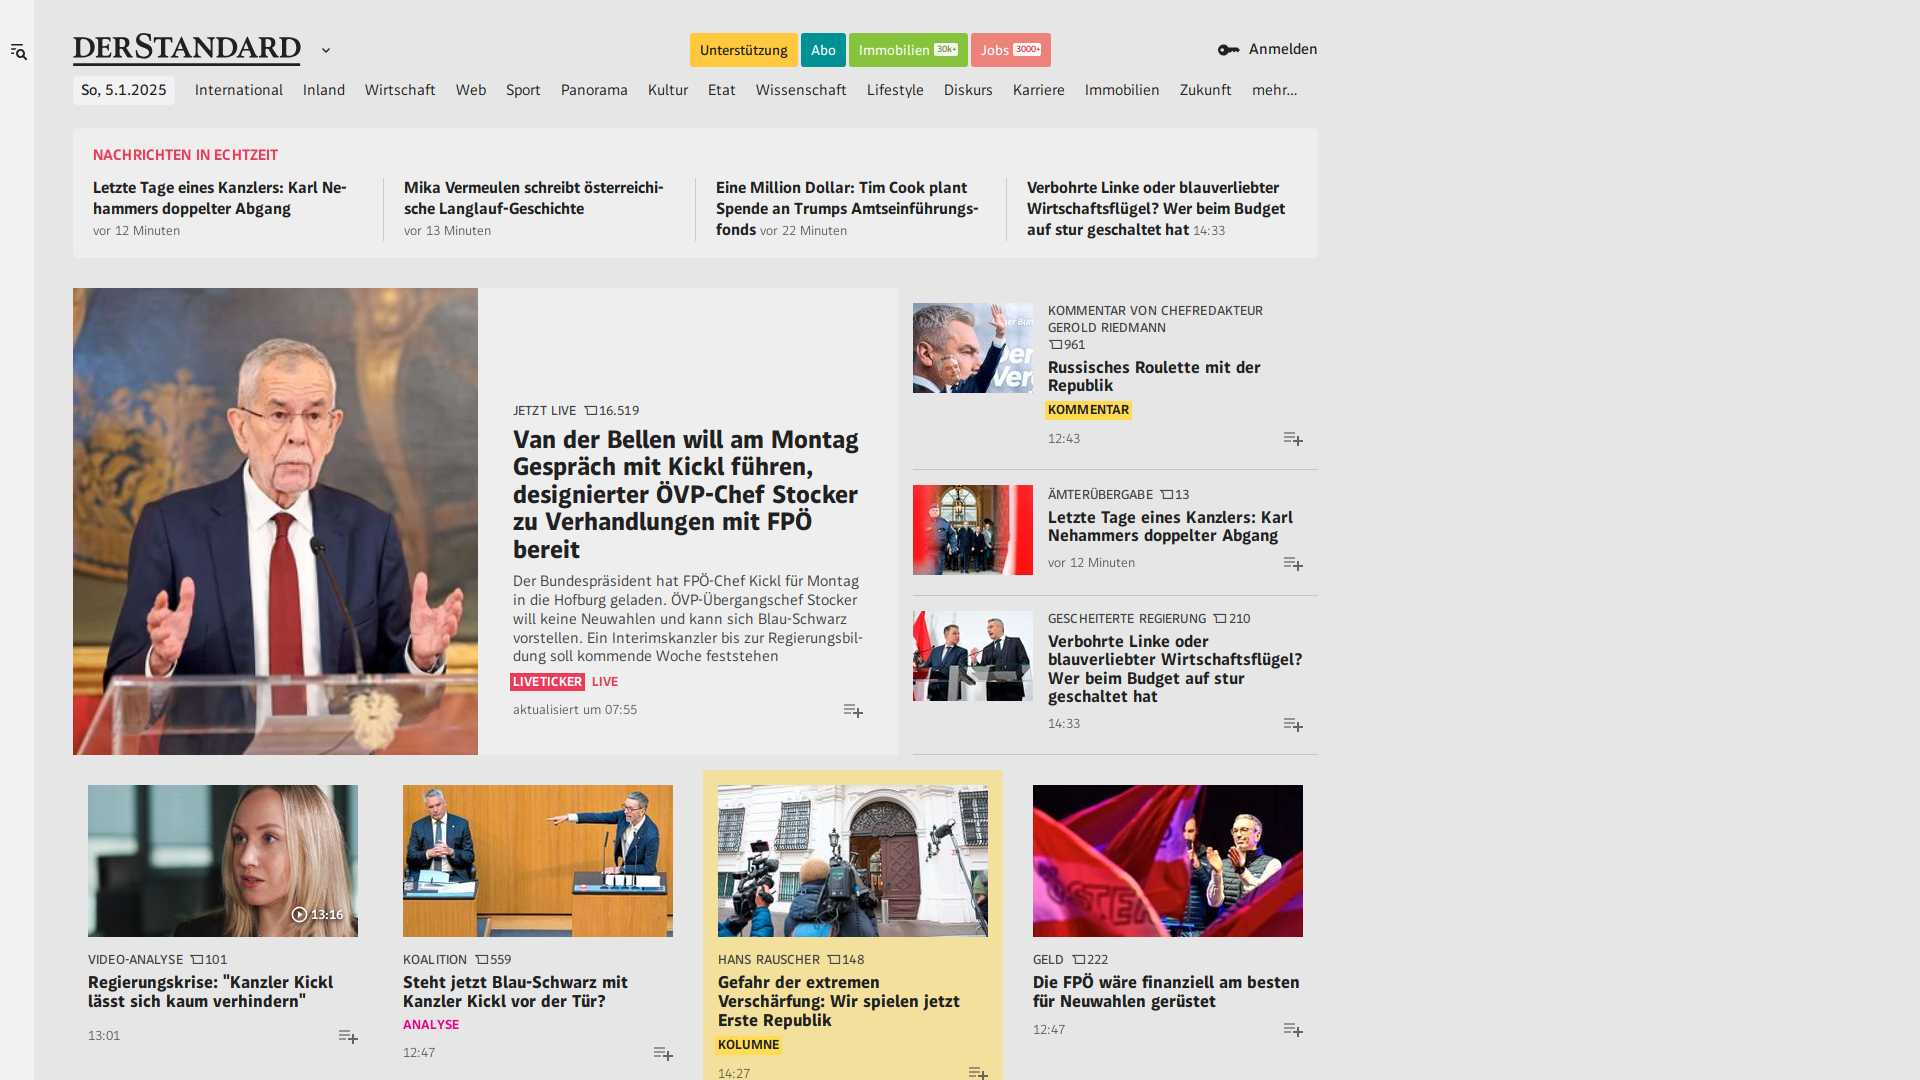 DERSTANDARD
Unterstützung
Abo
Immobilien 30k+
Jobs 3000+
Anmelden
So, 5.1.2025
International
Inland
Wirtschaft
Web
Sport
Panorama
Kultur
Etat
Wissenschaft
Lifestyle
Diskurs
Karriere
Immobilien
Zukunft
mehr...
NACHRICHTEN IN ECHTZEIT
Letzte Tage eines Kanzlers: Karl Ne-
hammers doppelter Abgang
vor 12 Minuten
Mika Vermeulen schreibt österreichi-
sche Langlauf-Geschichte
vor 13 Minuten
Eine Million Dollar: Tim Cook plant
Spende an Trumps Amtseinführungs-
fonds vor 22 Minuten
Verbohrte Linke oder blauverliebter
Wirtschaftsflügel? Wer beim Budget
auf stur geschaltet hat 14:33
JETZT LIVE 16.519
Van der Bellen will am Montag
Gespräch mit Kickl führen,
designierter ÖVP-Chef Stocker
zu Verhandlungen mit FPÖ
bereit
Der Bundespräsident hat FPÖ-Chef Kickl für Montag
in die Hofburg geladen. ÖVP-Übergangschef Stocker
will keine Neuwahlen und kann sich Blau-Schwarz
vorstellen. Ein Interimskanzler bis zur Regierungsbil-
dung soll kommende Woche feststehen
LIVETICKER LIVE
aktualisiert um 07:55
KOMMENTAR VON CHEFREDAKTEUR
GEROLD RIEDMANN
961
Russisches Roulette mit der
Republik
KOMMENTAR
12:43
ÄMTERÜBERGABE 13
Letzte Tage eines Kanzlers: Karl
Nehammers doppelter Abgang
vor 12 Minuten
GESCHEITERTE REGIERUNG 210
Verbohrte Linke oder
blauverliebter Wirtschaftsflügel?
Wer beim Budget auf stur
geschaltet hat
14:33
13:16
VIDEO-ANALYSE 101
Regierungskrise: "Kanzler Kickl
lässt sich kaum verhindern"
13:01
KOALITION 559
Steht jetzt Blau-Schwarz mit
Kanzler Kickl vor der Tür?
ANALYSE
12:47
HANS RAUSCHER 148
Gefahr der extremen
Verschärfung: Wir spielen jetzt
Erste Republik
KOLUMNE
14:27
GELD 222
Die FPÖ wäre finanziell am besten
für Neuwahlen gerüstet
12:47